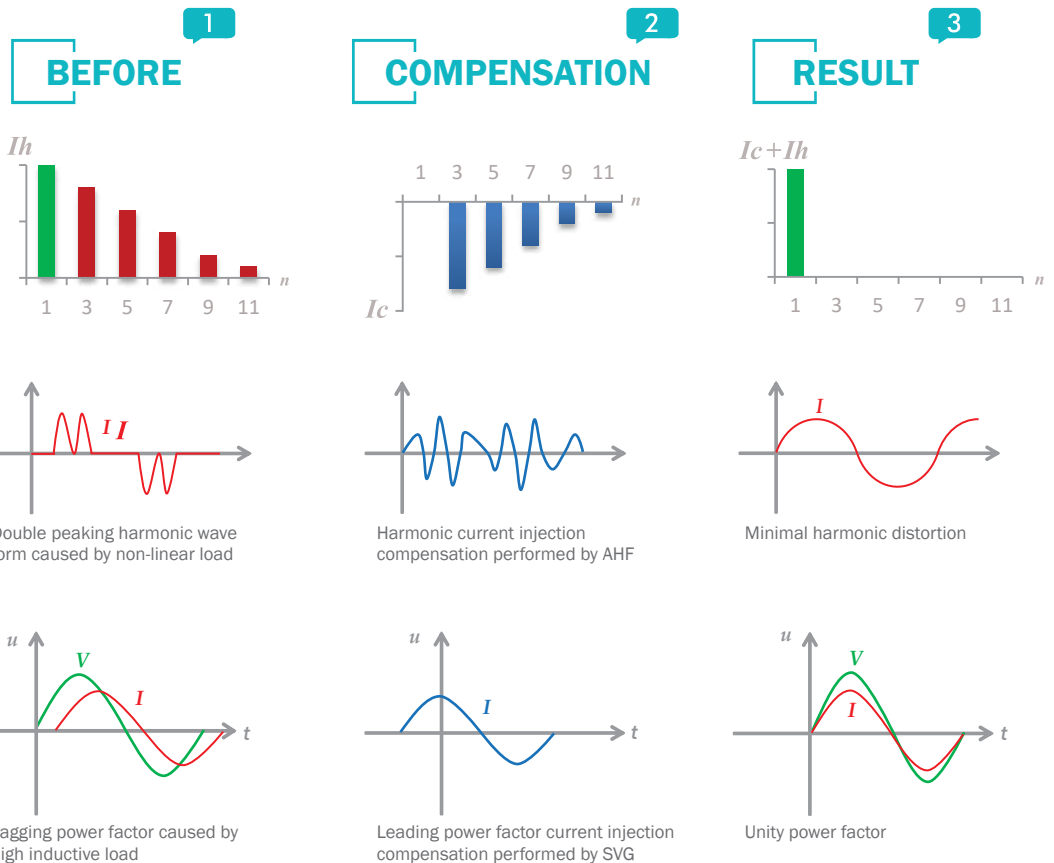 1
BEFORE
2
COMPENSATION
3
RESULT
Ih
n
1 3 5 7 9 11
1 3 5 7 9 11
n
Ic
Ic+Ih
n
1 3 5 7 9 11
I I
I
wave
Double peaking harmonic wave
form caused by non-linear load
Harmonic current injection
compensation performed by AHF
Minimal harmonic distortion
u
V
I
t
u
I
t
u
V
I
t
agging power factor caused by
igh inductive load
Leading power factor current injection
compensation performed by SVG
Unity power factor